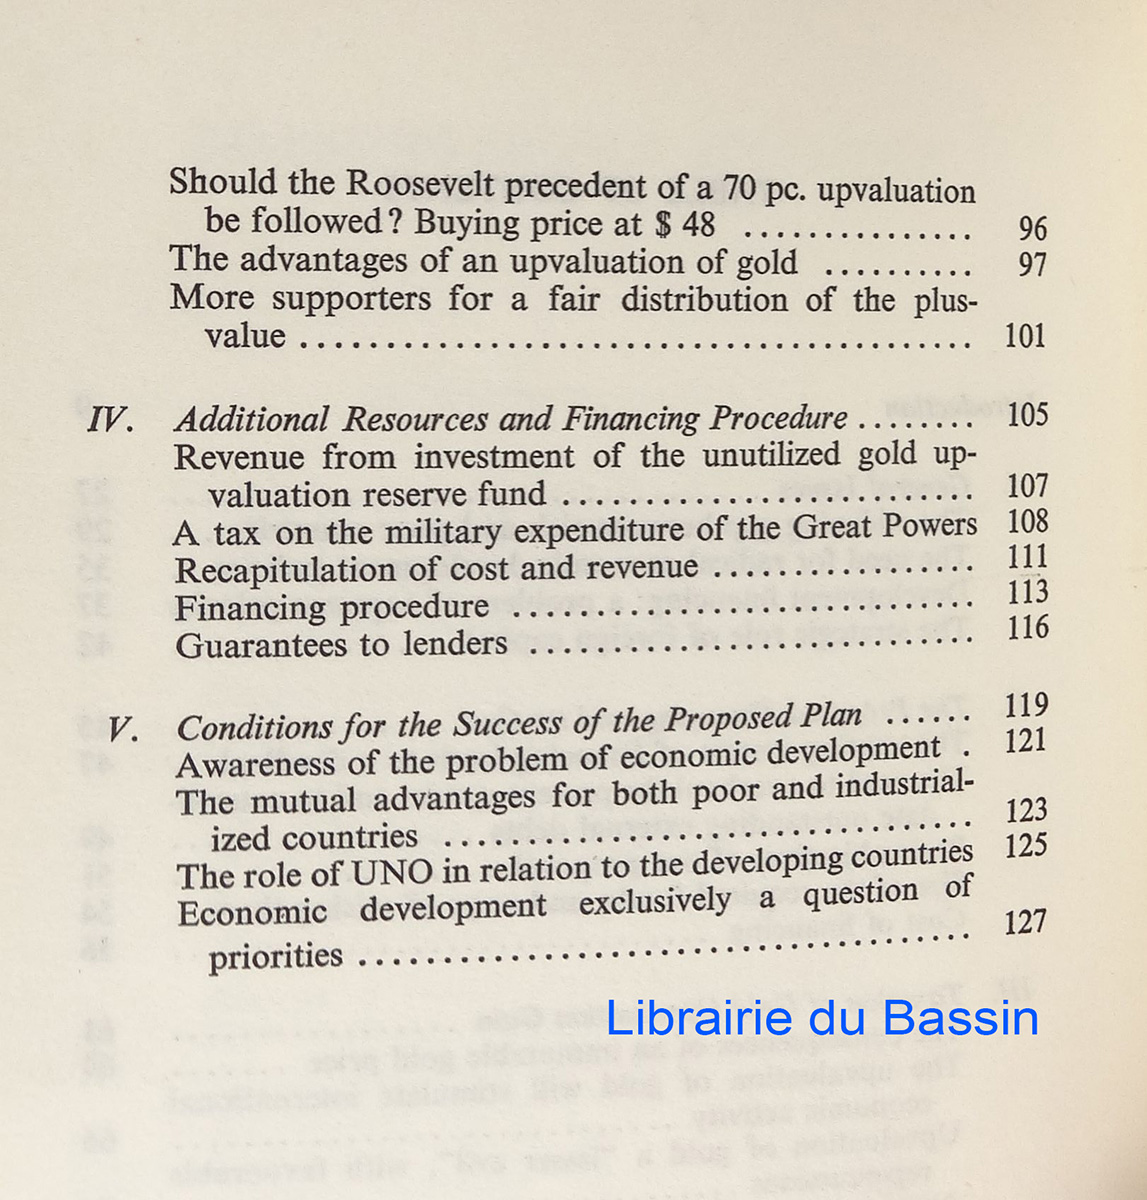 Should the Roosevelt precedent of a 70 pc. upvaluation
be followed? Buying price at $ 48 ............... 96
The advantages of an upvaluation of gold .......... 97
More supporters for a fair distribution of the plus-
value ........................................ 101
IV. Additional Resources and Financing Procedure ........ 105
Revenue from investment of the unutilized gold up-
valuation reserve fund ......................... 107
A tax on the military expenditure of the Great Powers 108
Recapitulation of cost and revenue ................ 111
Financing procedure ............................ 113
Guarantees to lenders ........................... 116
V. Conditions for the Success of the Proposed Plan ...... 119
Awareness of the problem of economic development . 121
The mutual advantages for both poor and industrial-
ized countries ................................ 123
The role of UNO in relation to the developing countries 125
Economic development exclusively a question of
priorities ..................................... 127
Librairie du Bassin